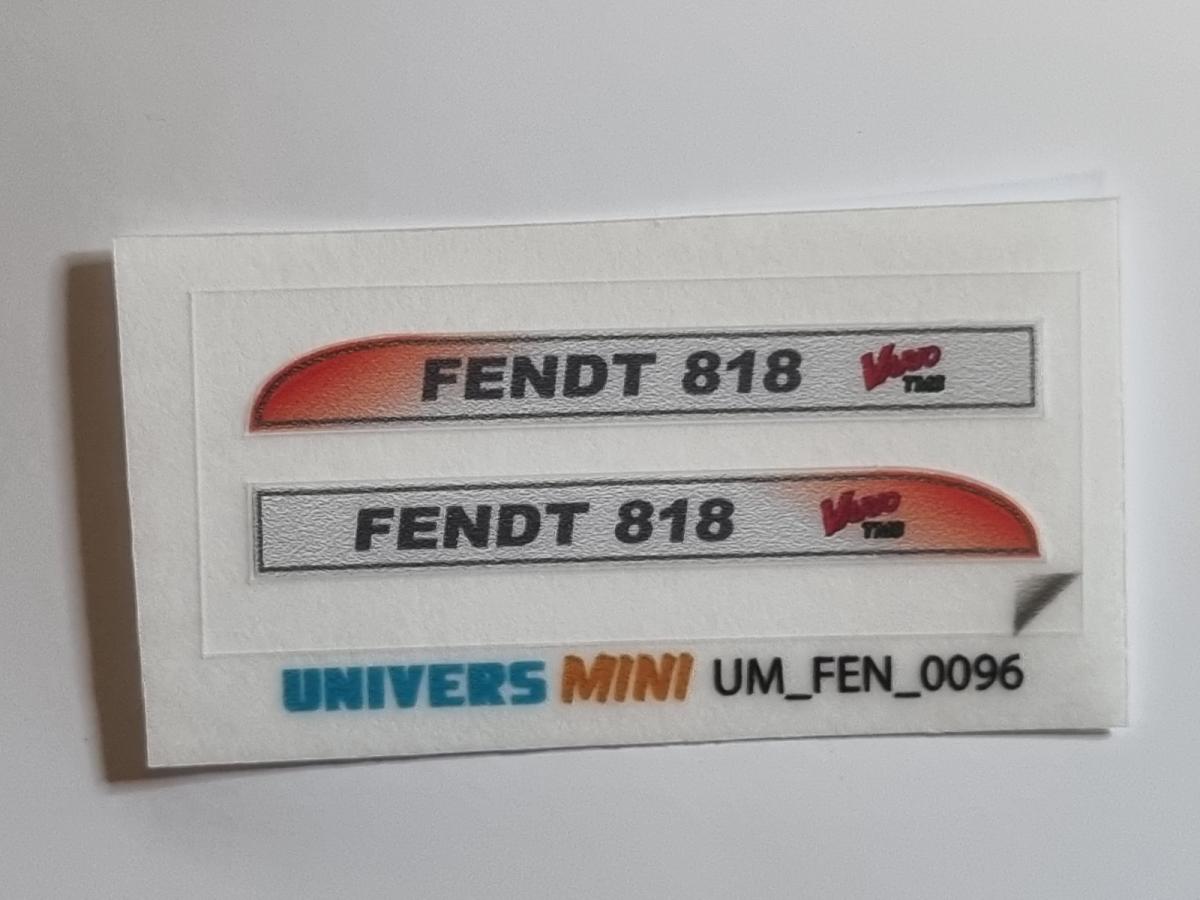 FENDT 818 Vario TMS
FENDT 818 Vario TMS
UNIVERS MINI UM_FEN_0096